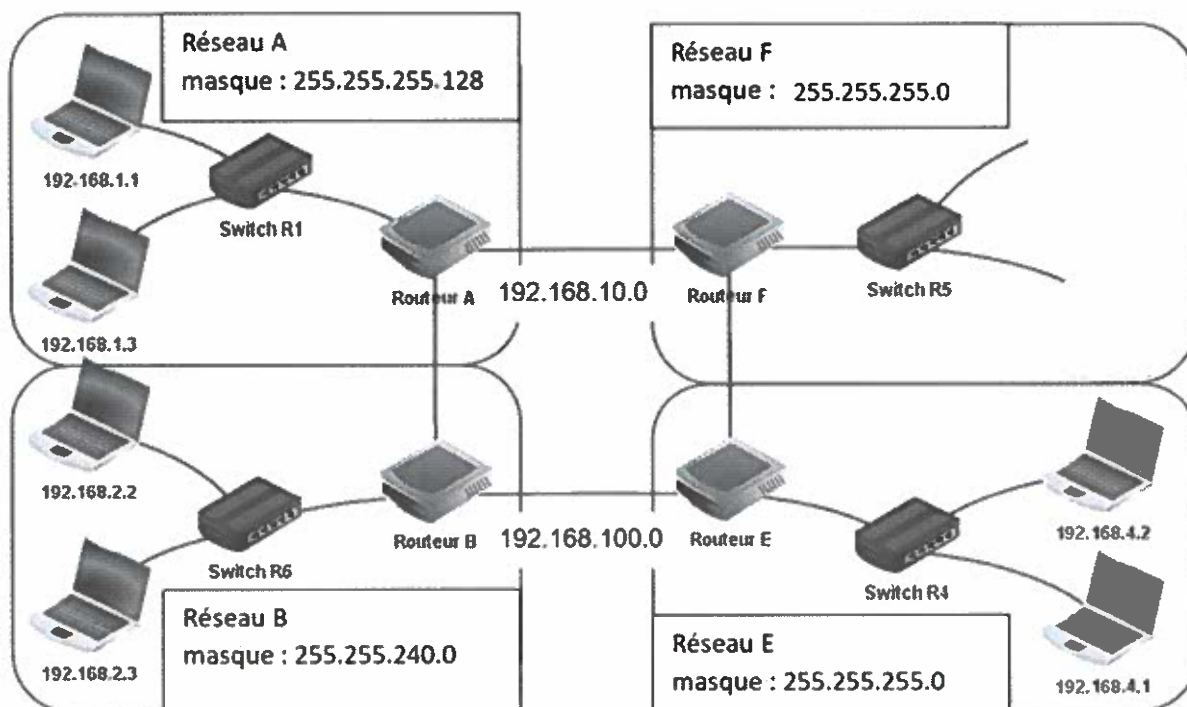 Réseau A
masque : 255.255.255.128
192.168.1.1
Switch R1
Routeur A
192.168.1.3
192.168.10.0
Réseau F
masque : 255.255.255.0
Routeur F
Switch R5
192.168.2.2
Switch R6
Routeur B
192.168.2.3
Réseau B
masque : 255.255.240.0
192.168.100.0
Routeur E
192.168.4.2
Switch R4
Réseau E
masque : 255.255.255.0
192.168.4.1